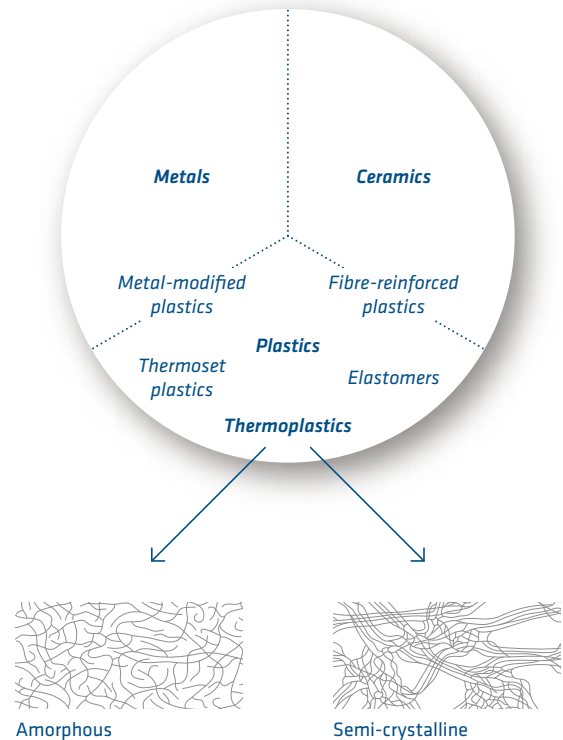 Metals
Ceramics
Metal-modified
plastics
Fibre-reinforced
plastics
Plastics
Thermoset
plastics
Elastomers
Thermoplastics
Amorphous
Semi-crystalline